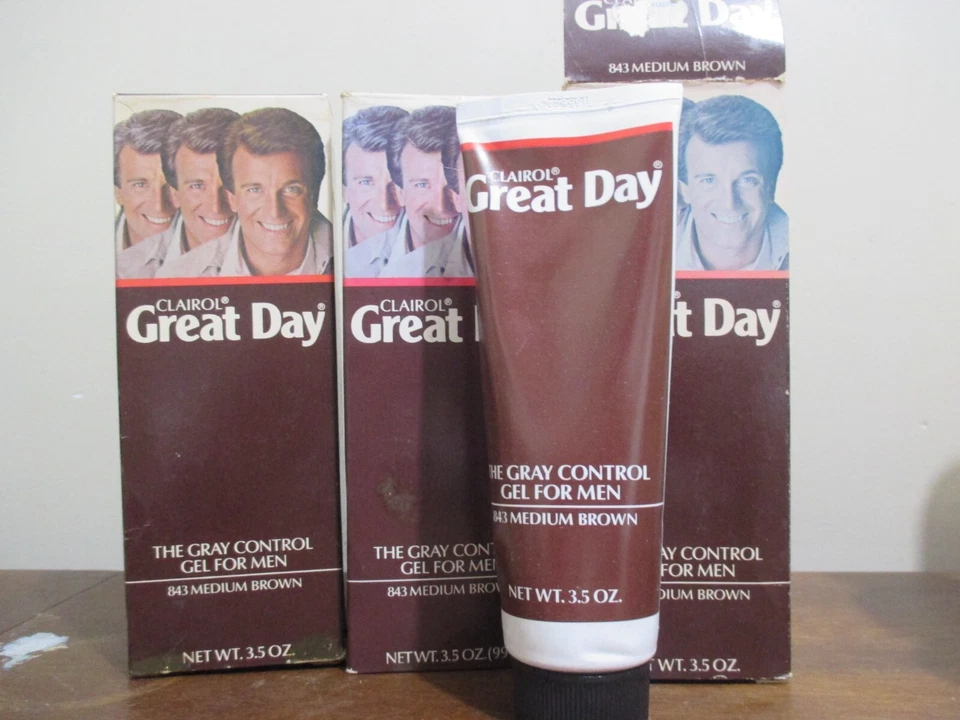 CLAIROL®
Great Day®
THE GRAY CONTROL
GEL FOR MEN
843 MEDIUM BROWN
NET WT. 3.5 OZ.
CLAIROL®
Great
THE GRAY CONT
GEL FOR ME
843 MEDIUM BROW
NET WT. 3.5 OZ. (99
CLAIROL®
Great Day®
THE GRAY CONTROL
GEL FOR MEN
843 MEDIUM BROWN
NET WT. 3.5 OZ.
Great Day
843 MEDIUM BROWN
t Day®
AY CONTROL
FOR MEN
DIUM BROWN
WT. 3.5 OZ.